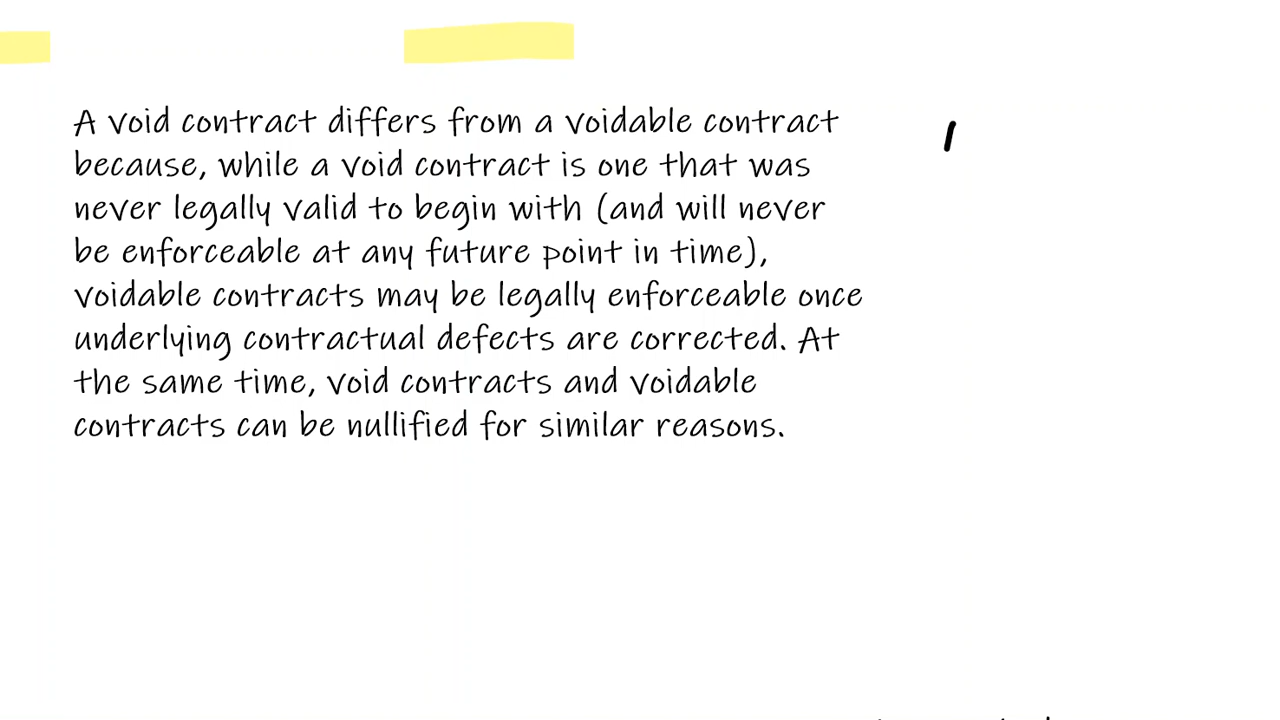 A void contract differs from a voidable contract
because, while a void contract is one that was
never legally valid to begin with (and will never
be enforceable at any future point in time),
voidable contracts may be legally enforceable once
underlying contractual defects are corrected. At
the same time, void contracts and voidable
contracts can be nullified for similar reasons.